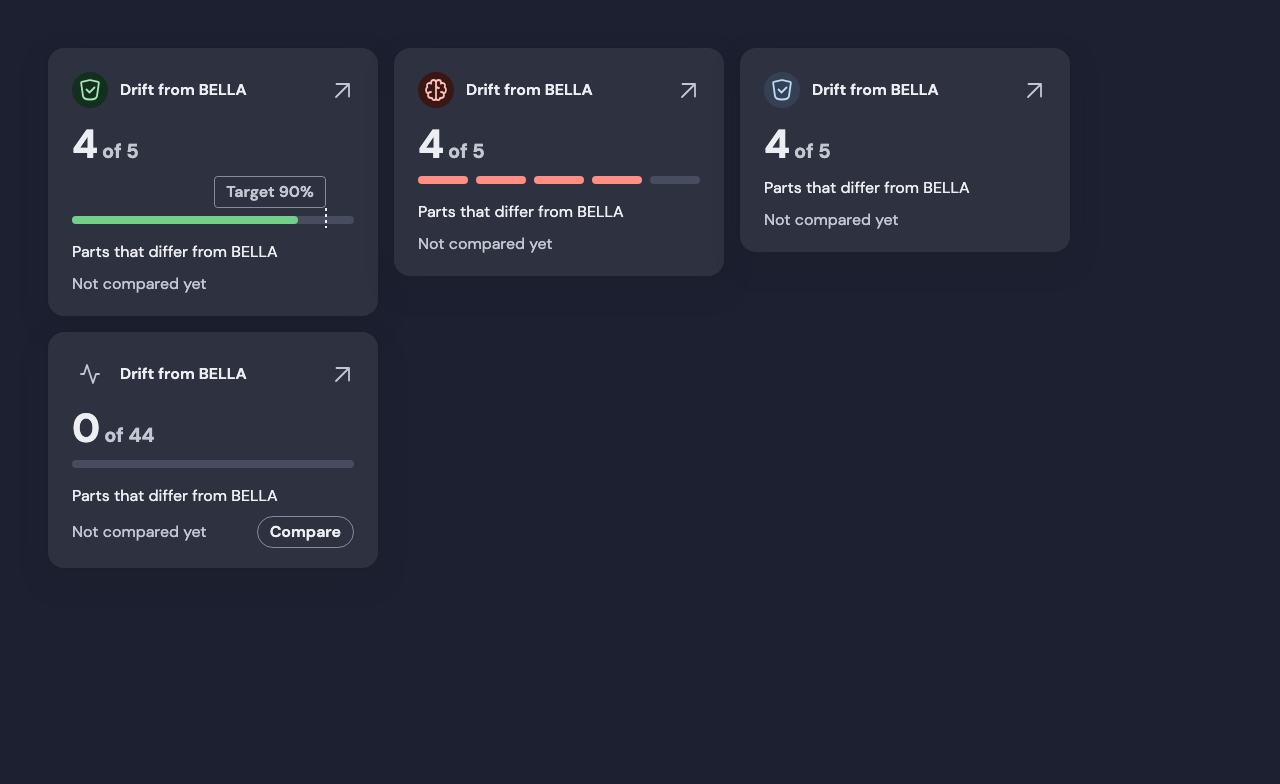 Drift from BELLA
4 of 5
Target 90%
Parts that differ from BELLA
Not compared yet
Drift from BELLA
4 of 5
Parts that differ from BELLA
Not compared yet
Drift from BELLA
4 of 5
Parts that differ from BELLA
Not compared yet
Drift from BELLA
0 of 44
Parts that differ from BELLA
Not compared yet
Compare